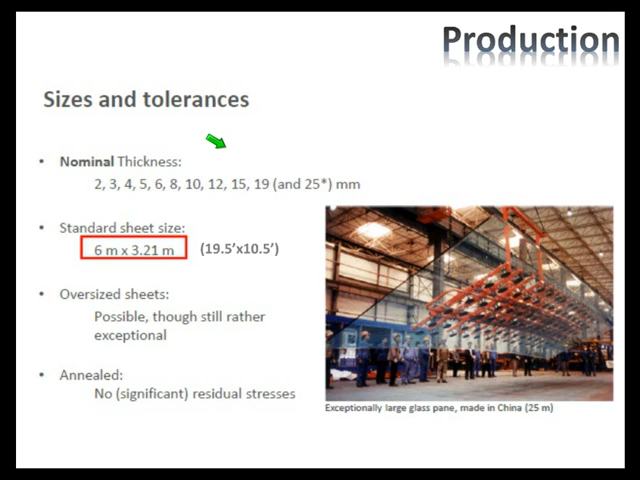 Production
Sizes and tolerances
• Nominal Thickness:
2, 3, 4, 5, 6, 8, 10, 12, 15, 19 (and 25*) mm
• Standard sheet size:
6 m x 3.21 m (19.5'x10.5')
• Oversized sheets:
Possible, though still rather
exceptional
• Annealed:
No (significant) residual stresses
Exceptionally large glass pane, made in China (25 m)